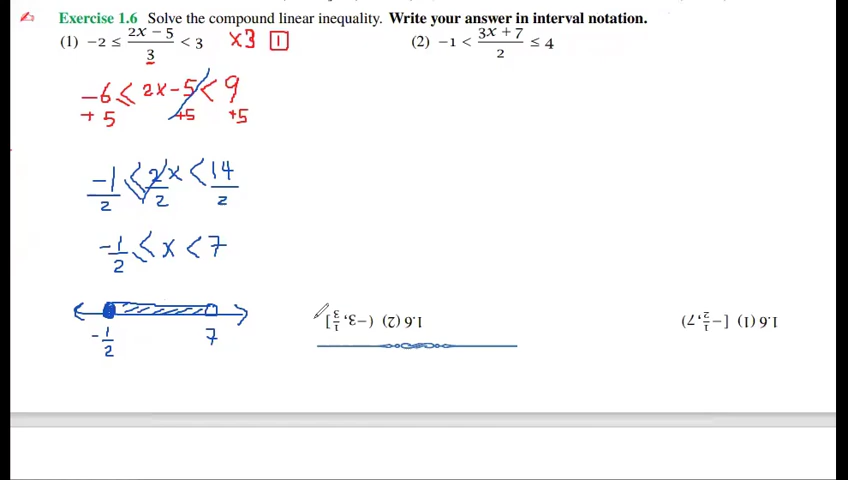 Exercise 1.6 Solve the compound linear inequality. Write your answer in interval notation.
(1) −2 ≤ (2x − 5)/3 < 3 ×3 1
(2) −1 < (3x + 7)/2 ≤ 4
−6 ≤ 2x − 5 < 9
+5 +5 +5
−1/2 ≤ 2x/2 < 14/2
−1/2 ≤ x < 7
−1/2 7
1.6 (1) [−1/2, 7)
1.6 (2) (−3, 1/3]